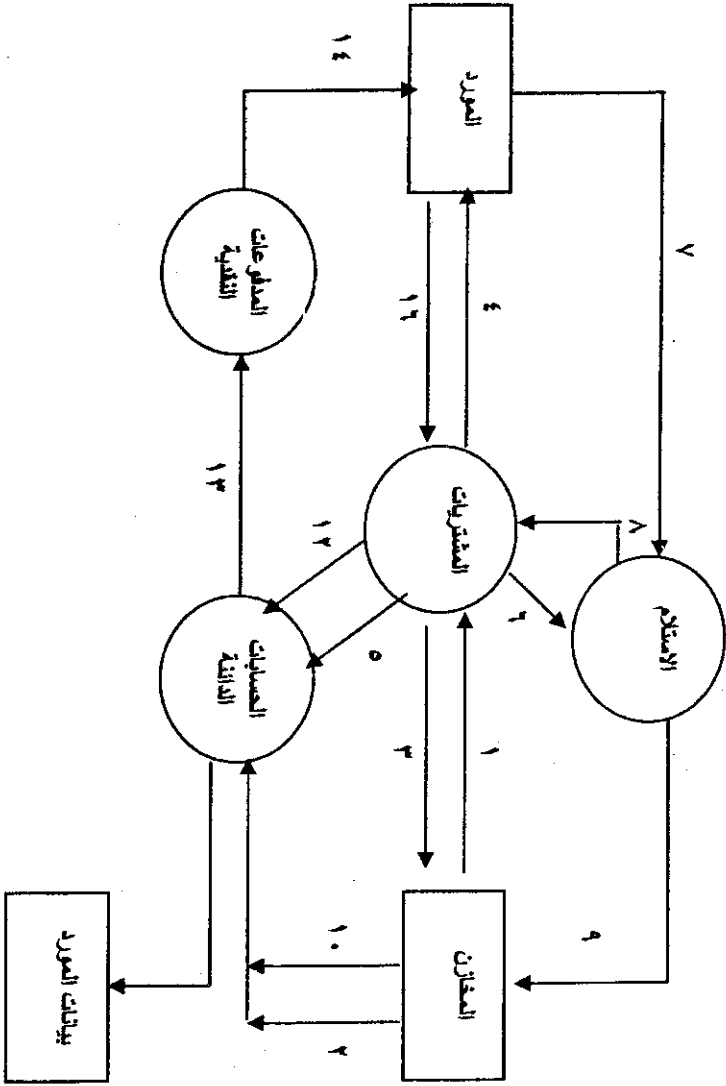 ٧
الاستلام
٨
٩
٦
٤
١
المخازن
المشتريات
المورد
١١
٣
٥
١٢
١٠
٢
١٤
الحسابات
الدائنة
المدفوعات
النقدية
١٣
بيانات المورد